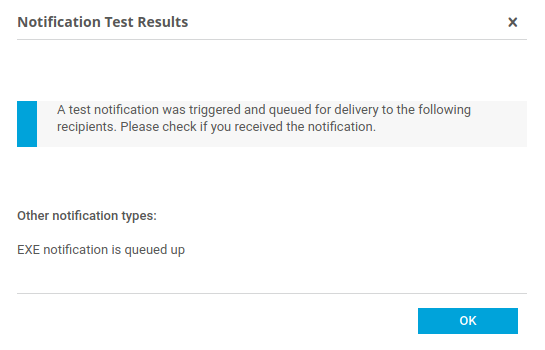 Notification Test Results
×
A test notification was triggered and queued for delivery to the following
recipients. Please check if you received the notification.
Other notification types:
EXE notification is queued up
OK